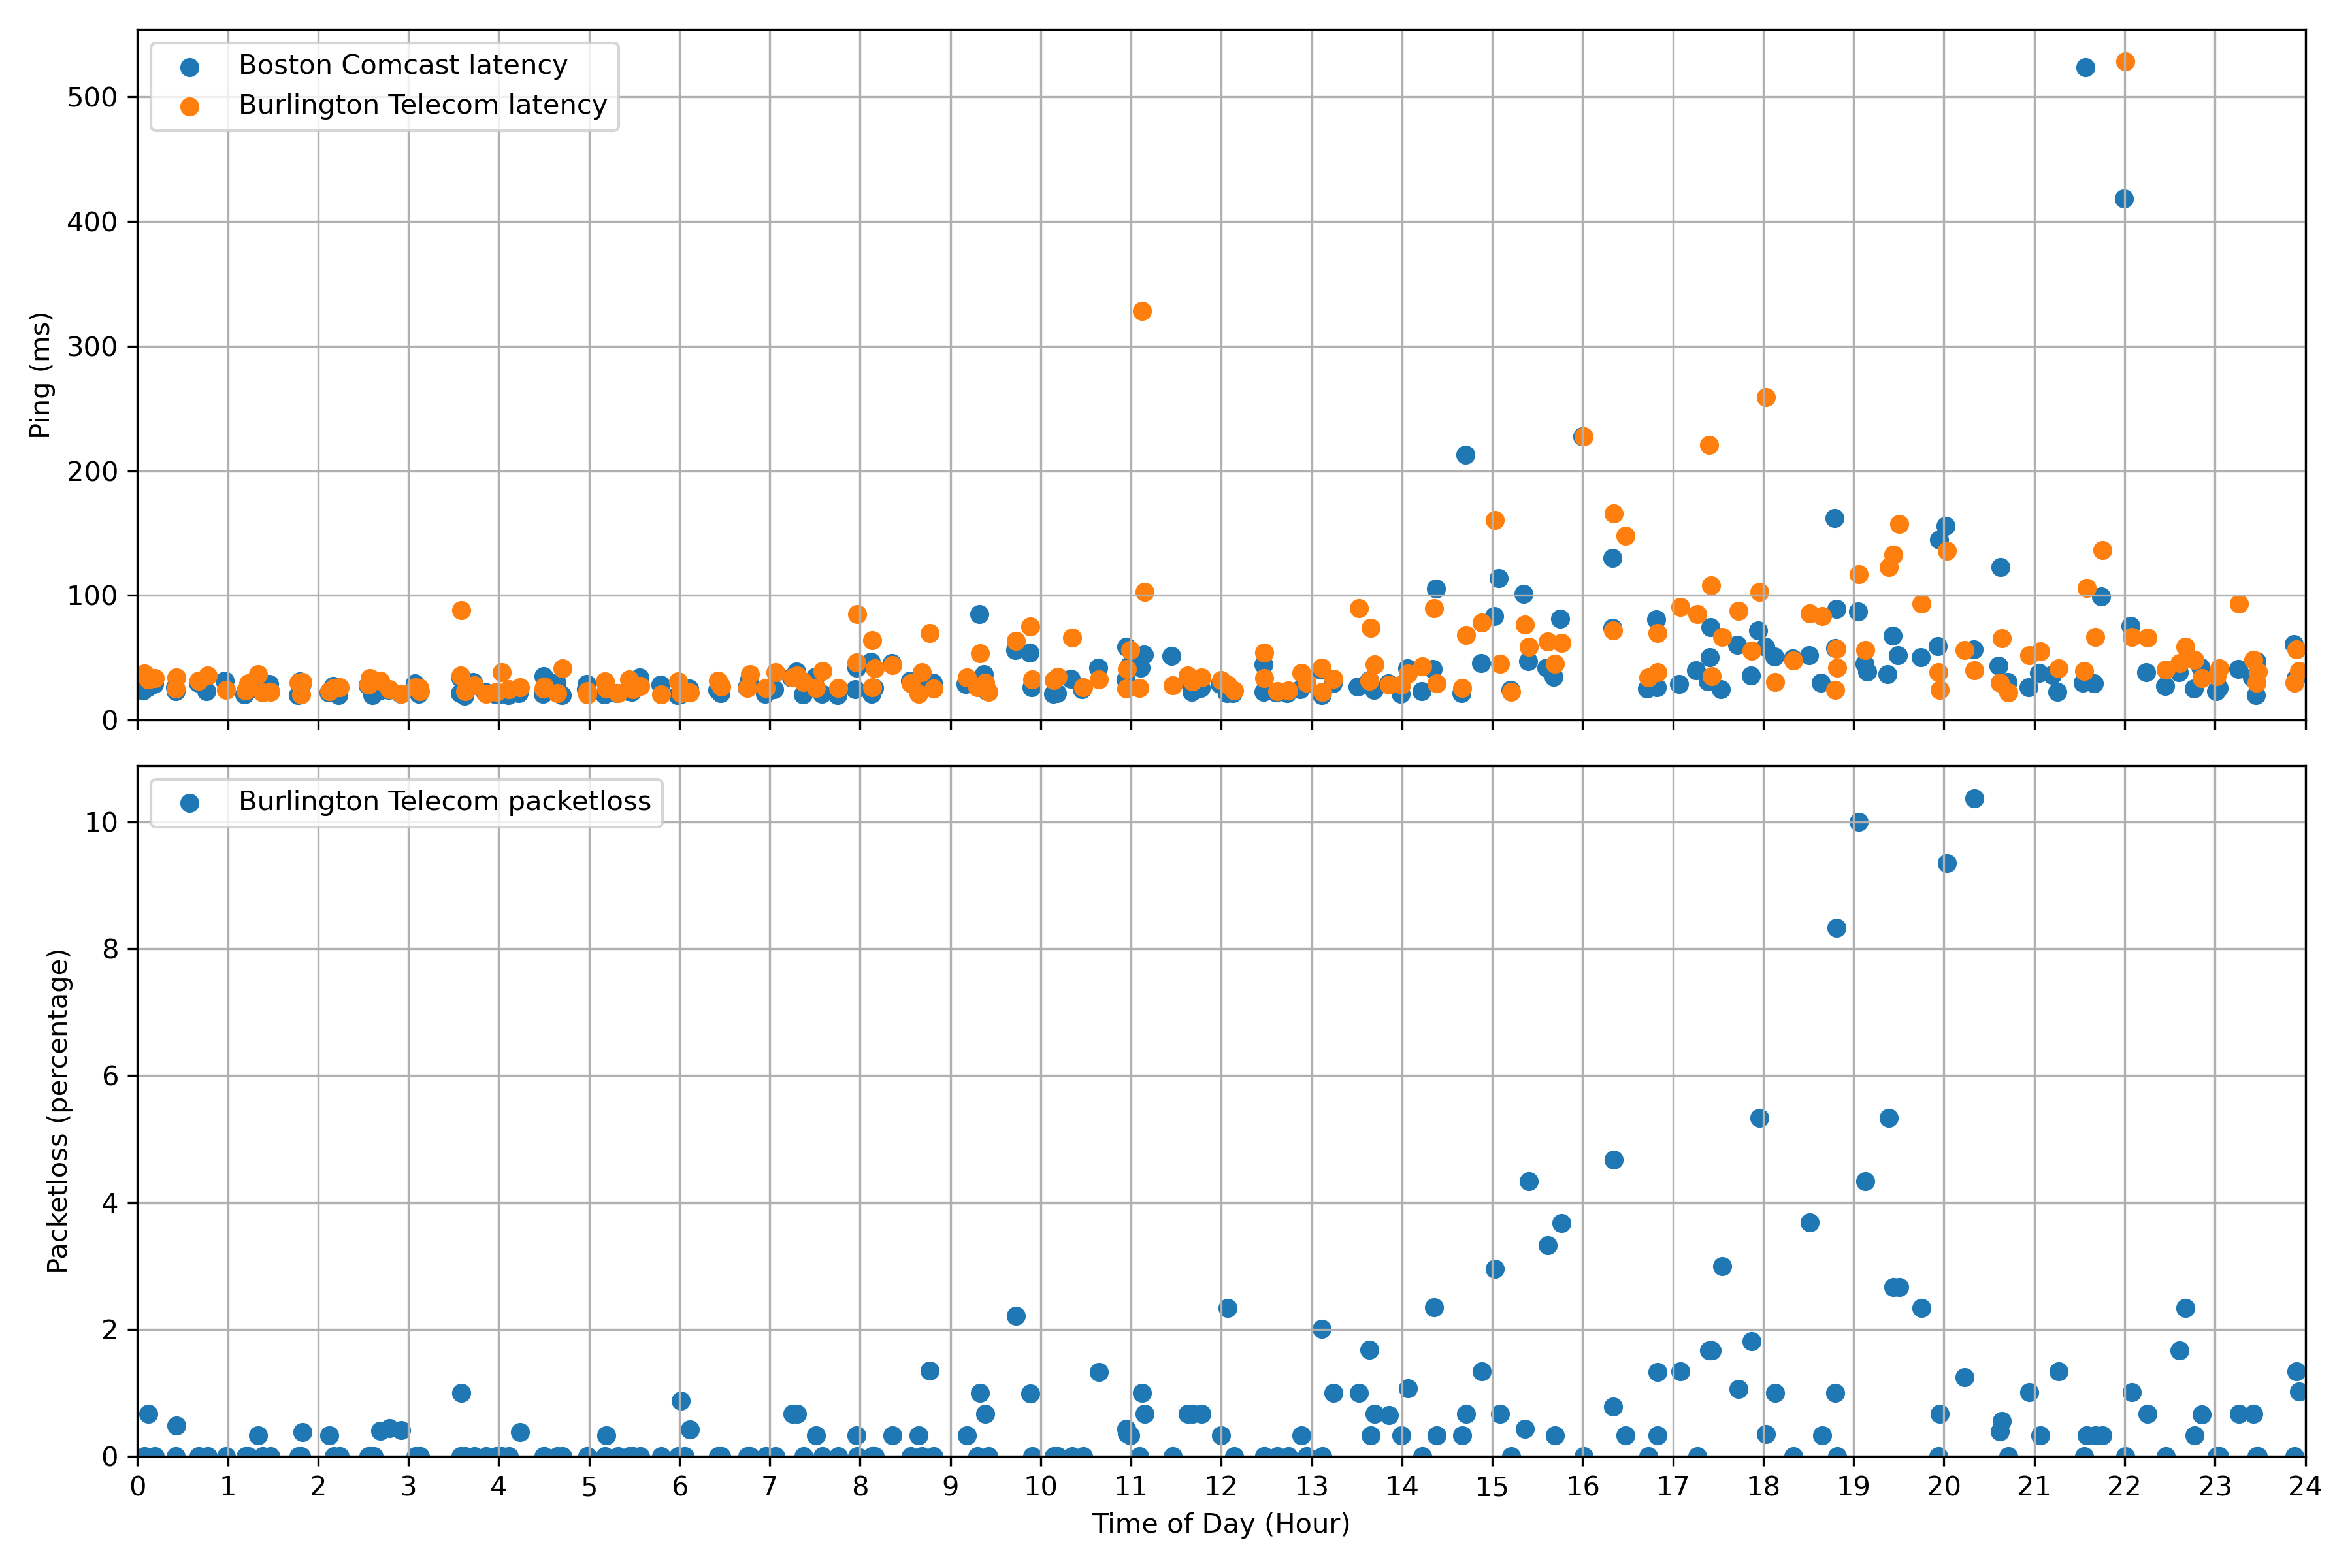 Boston Comcast latency
Burlington Telecom latency
500
400
300
200
100
0
Ping (ms)
Burlington Telecom packetloss
10
8
6
4
2
0
Packetloss (percentage)
0 1 2 3 4 5 6 7 8 9 10 11 12 13 14 15 16 17 18 19 20 21 22 23 24
Time of Day (Hour)